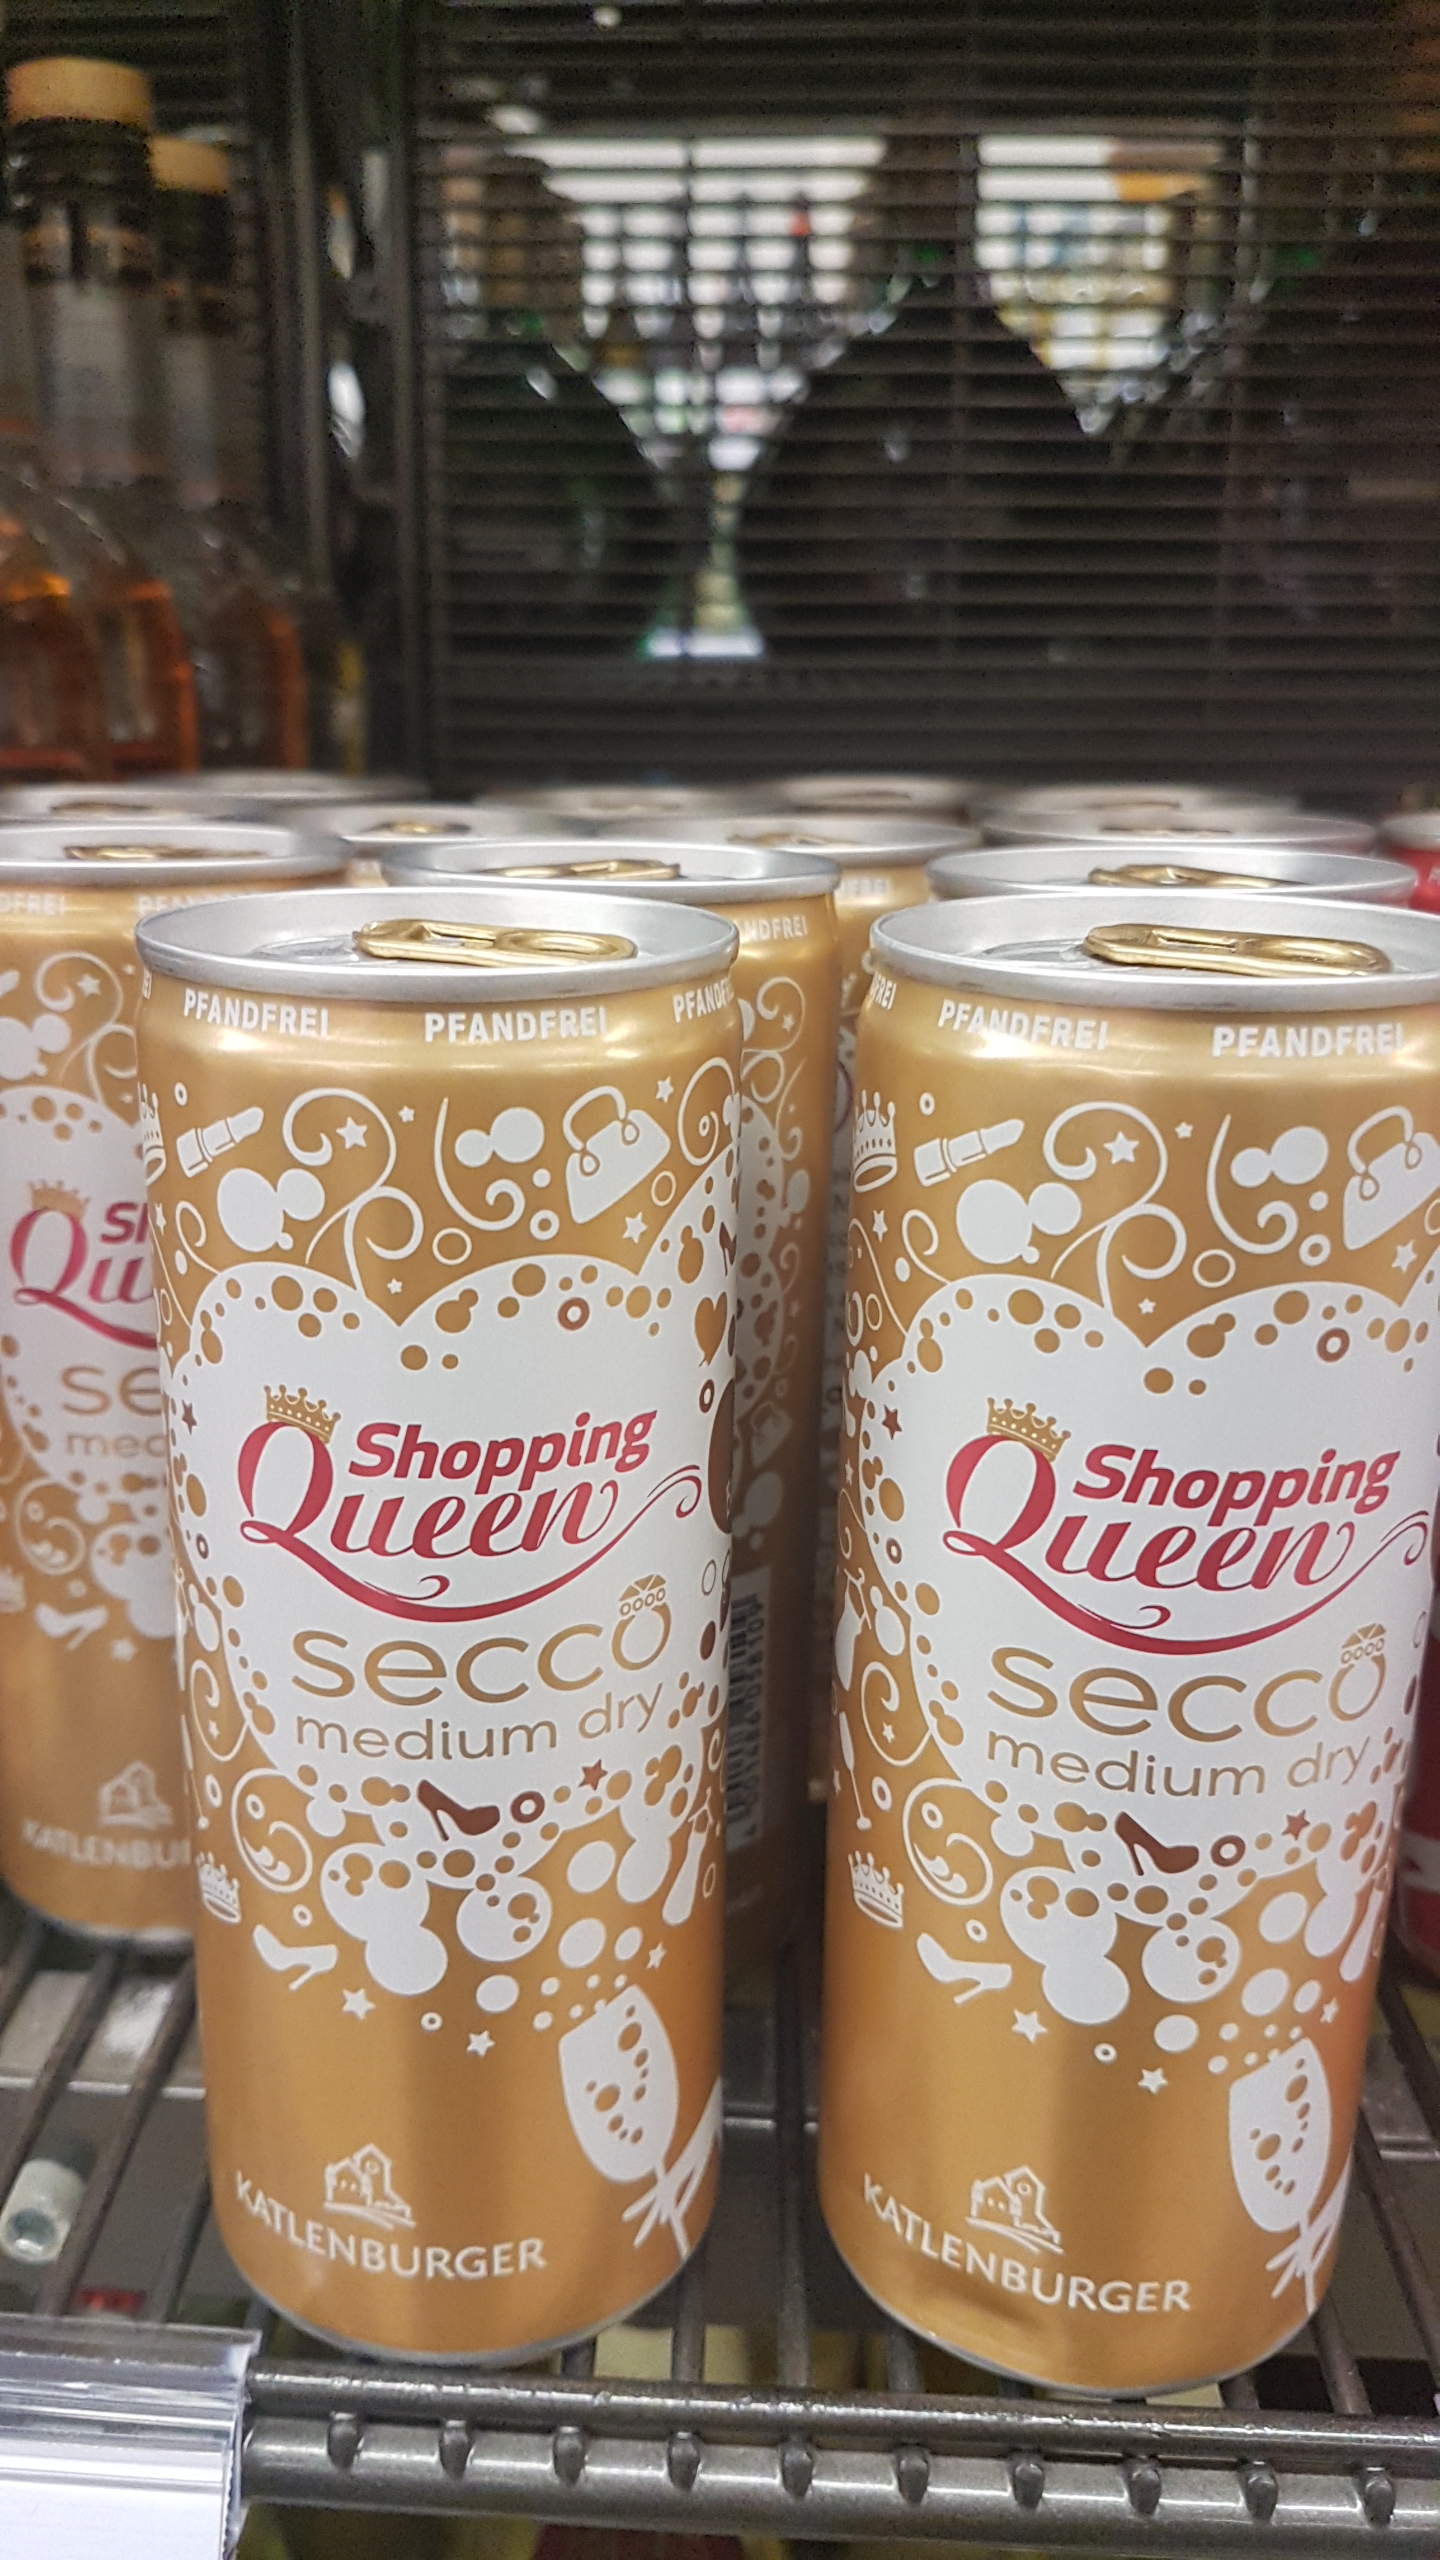 PFANDFREI PFANDFREI
Shopping
Queen
secco
medium dry
KATLENBURGER
PFANDFREI PFANDFREI
Shopping
Queen
secco
medium dry
KATLENBURGER